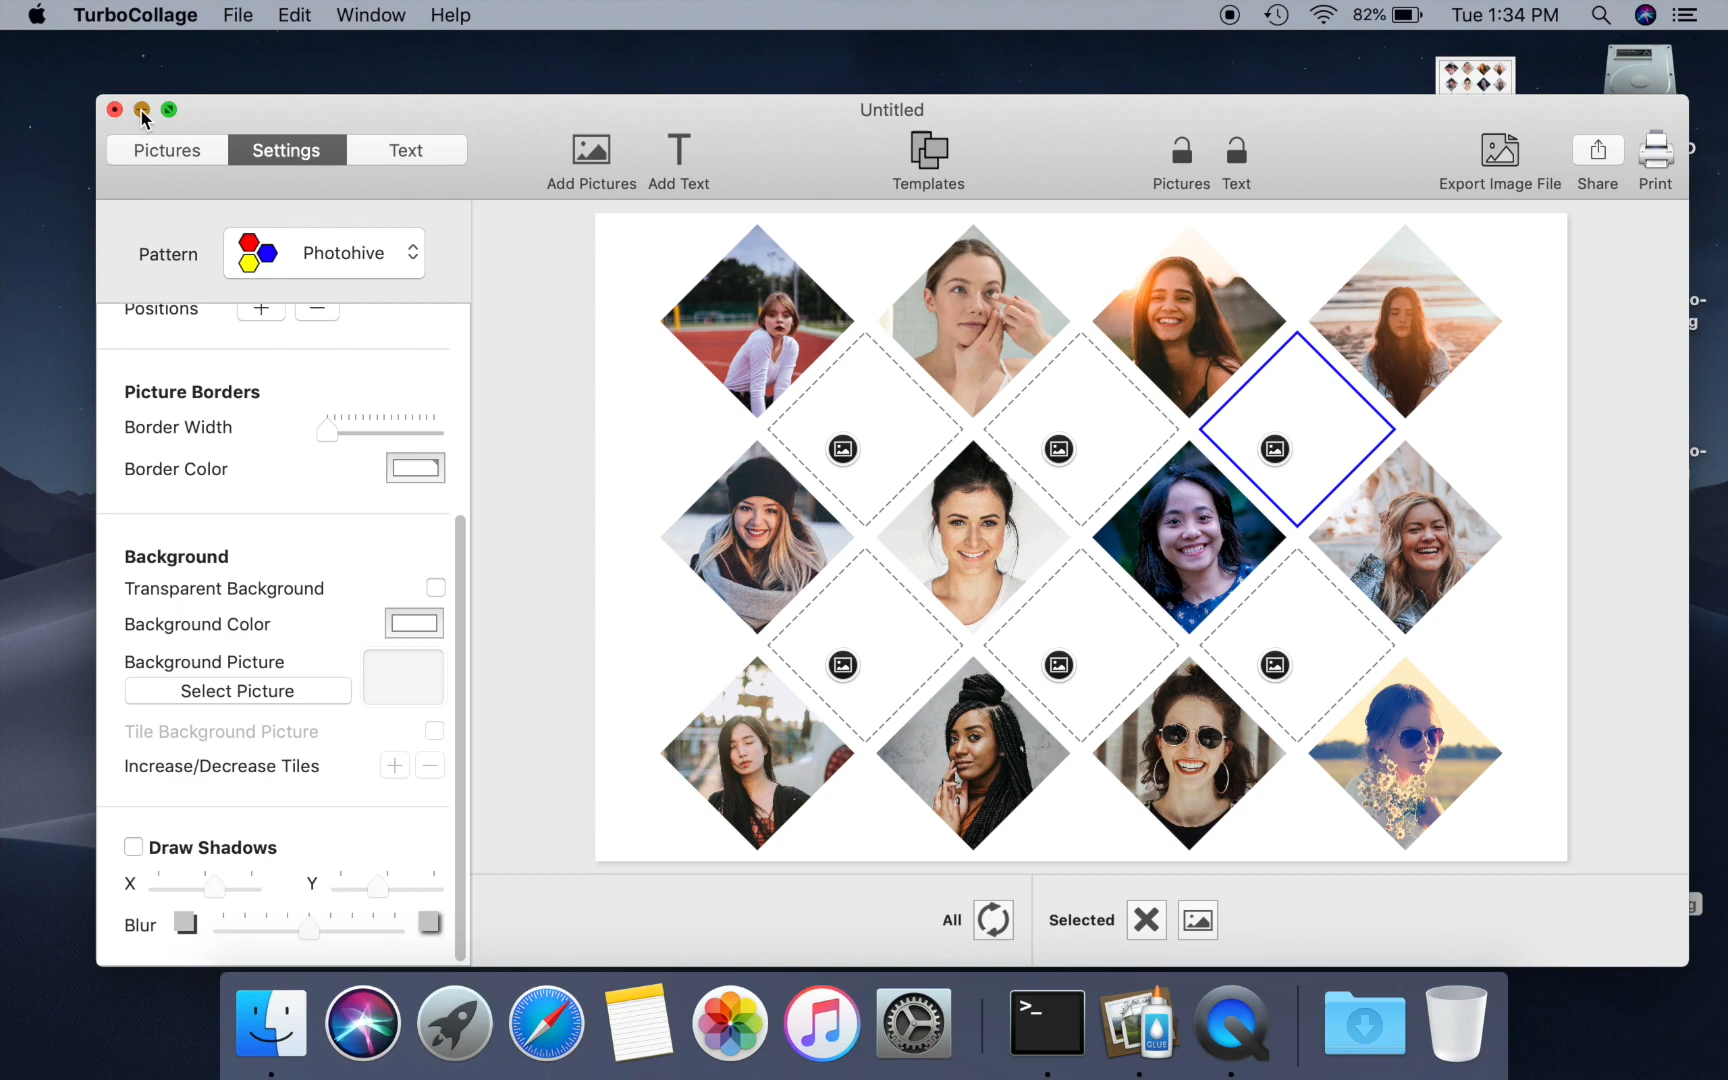 TurboCollage File Edit Window Help 82% Tue 1:34 PM
Untitled
Pictures Settings Text
Add Pictures Add Text Templates Pictures Text Export Image File Share Print
Pattern Photohive
Positions + −
Picture Borders
Border Width
Border Color
Background
Transparent Background
Background Color
Background Picture
Select Picture
Tile Background Picture
Increase/Decrease Tiles + −
Draw Shadows
X Y
Blur
All Selected
o-
g
o-
g
>_
GLUE